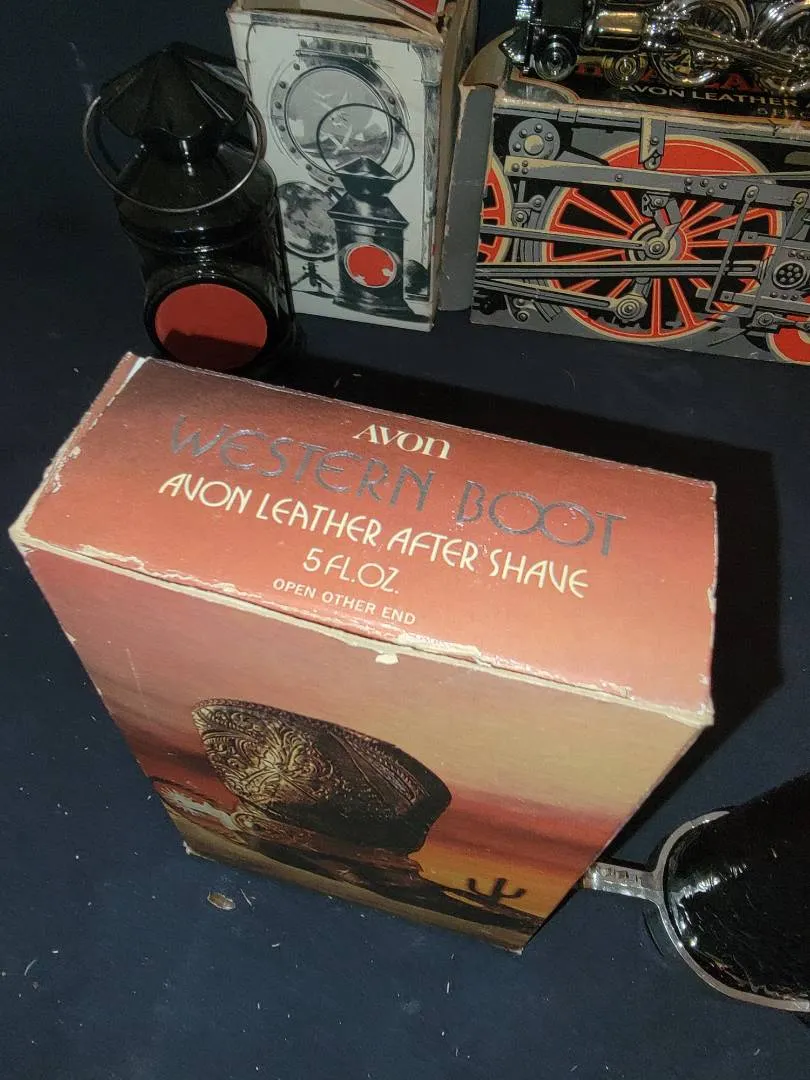 AVON LEATHER
AVON
WESTERN BOOT
AVON LEATHER AFTER SHAVE
5 FL.OZ.
OPEN OTHER END